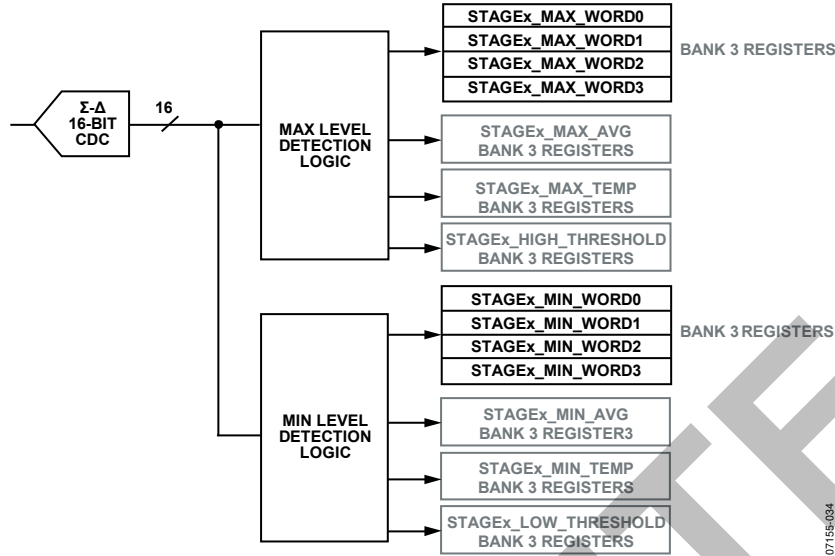 STAGEx_MAX_WORD0
STAGEx_MAX_WORD1
STAGEx_MAX_WORD2
STAGEx_MAX_WORD3
BANK 3 REGISTERS
Σ-Δ
16-BIT
CDC
16
MAX LEVEL
DETECTION
LOGIC
STAGEx_MAX_AVG
BANK 3 REGISTERS
STAGEx_MAX_TEMP
BANK 3 REGISTERS
STAGEx_HIGH_THRESHOLD
BANK 3 REGISTERS
STAGEx_MIN_WORD0
STAGEx_MIN_WORD1
STAGEx_MIN_WORD2
STAGEx_MIN_WORD3
BANK 3 REGISTERS
MIN LEVEL
DETECTION
LOGIC
STAGEx_MIN_AVG
BANK 3 REGISTER3
STAGEx_MIN_TEMP
BANK 3 REGISTERS
STAGEx_LOW_THRESHOLD
BANK 3 REGISTERS
07155-034
TE